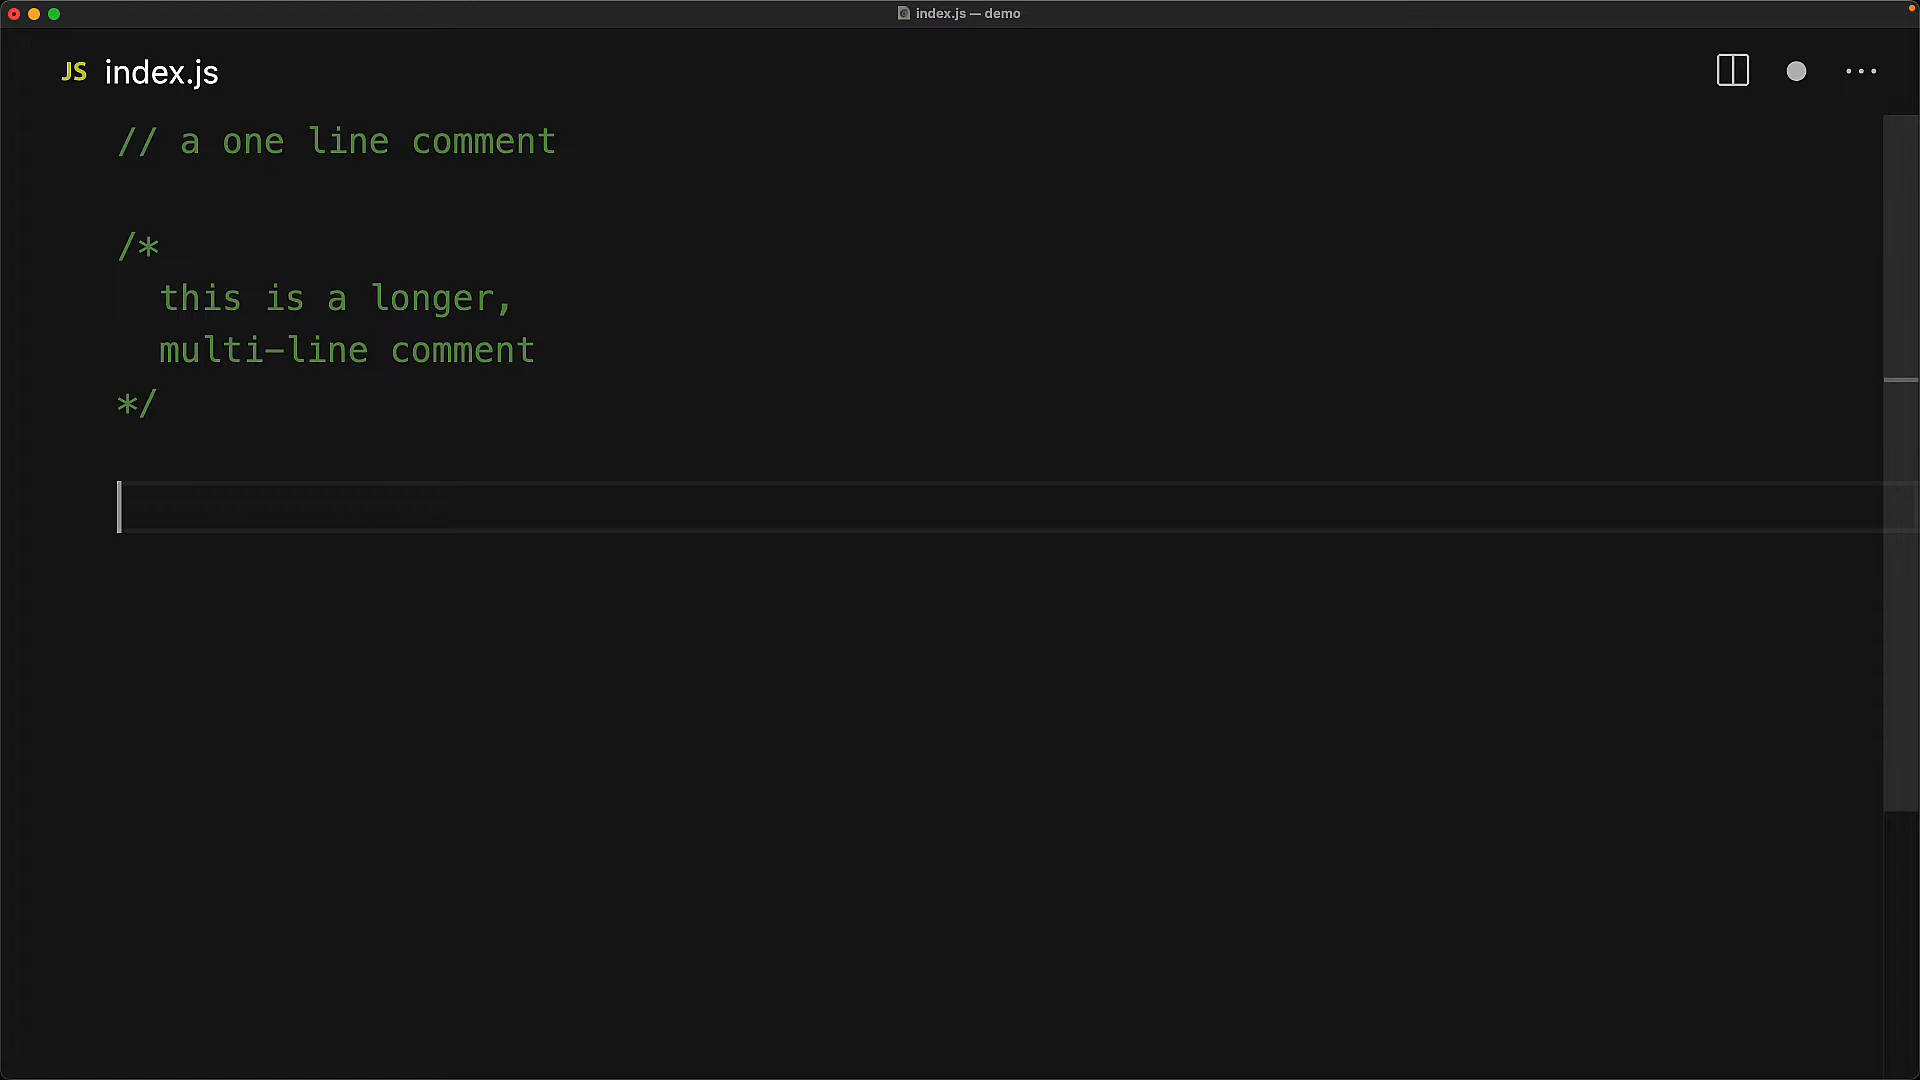 index.js — demo
JS index.js
// a one line comment
/*
this is a longer,
multi-line comment
*/